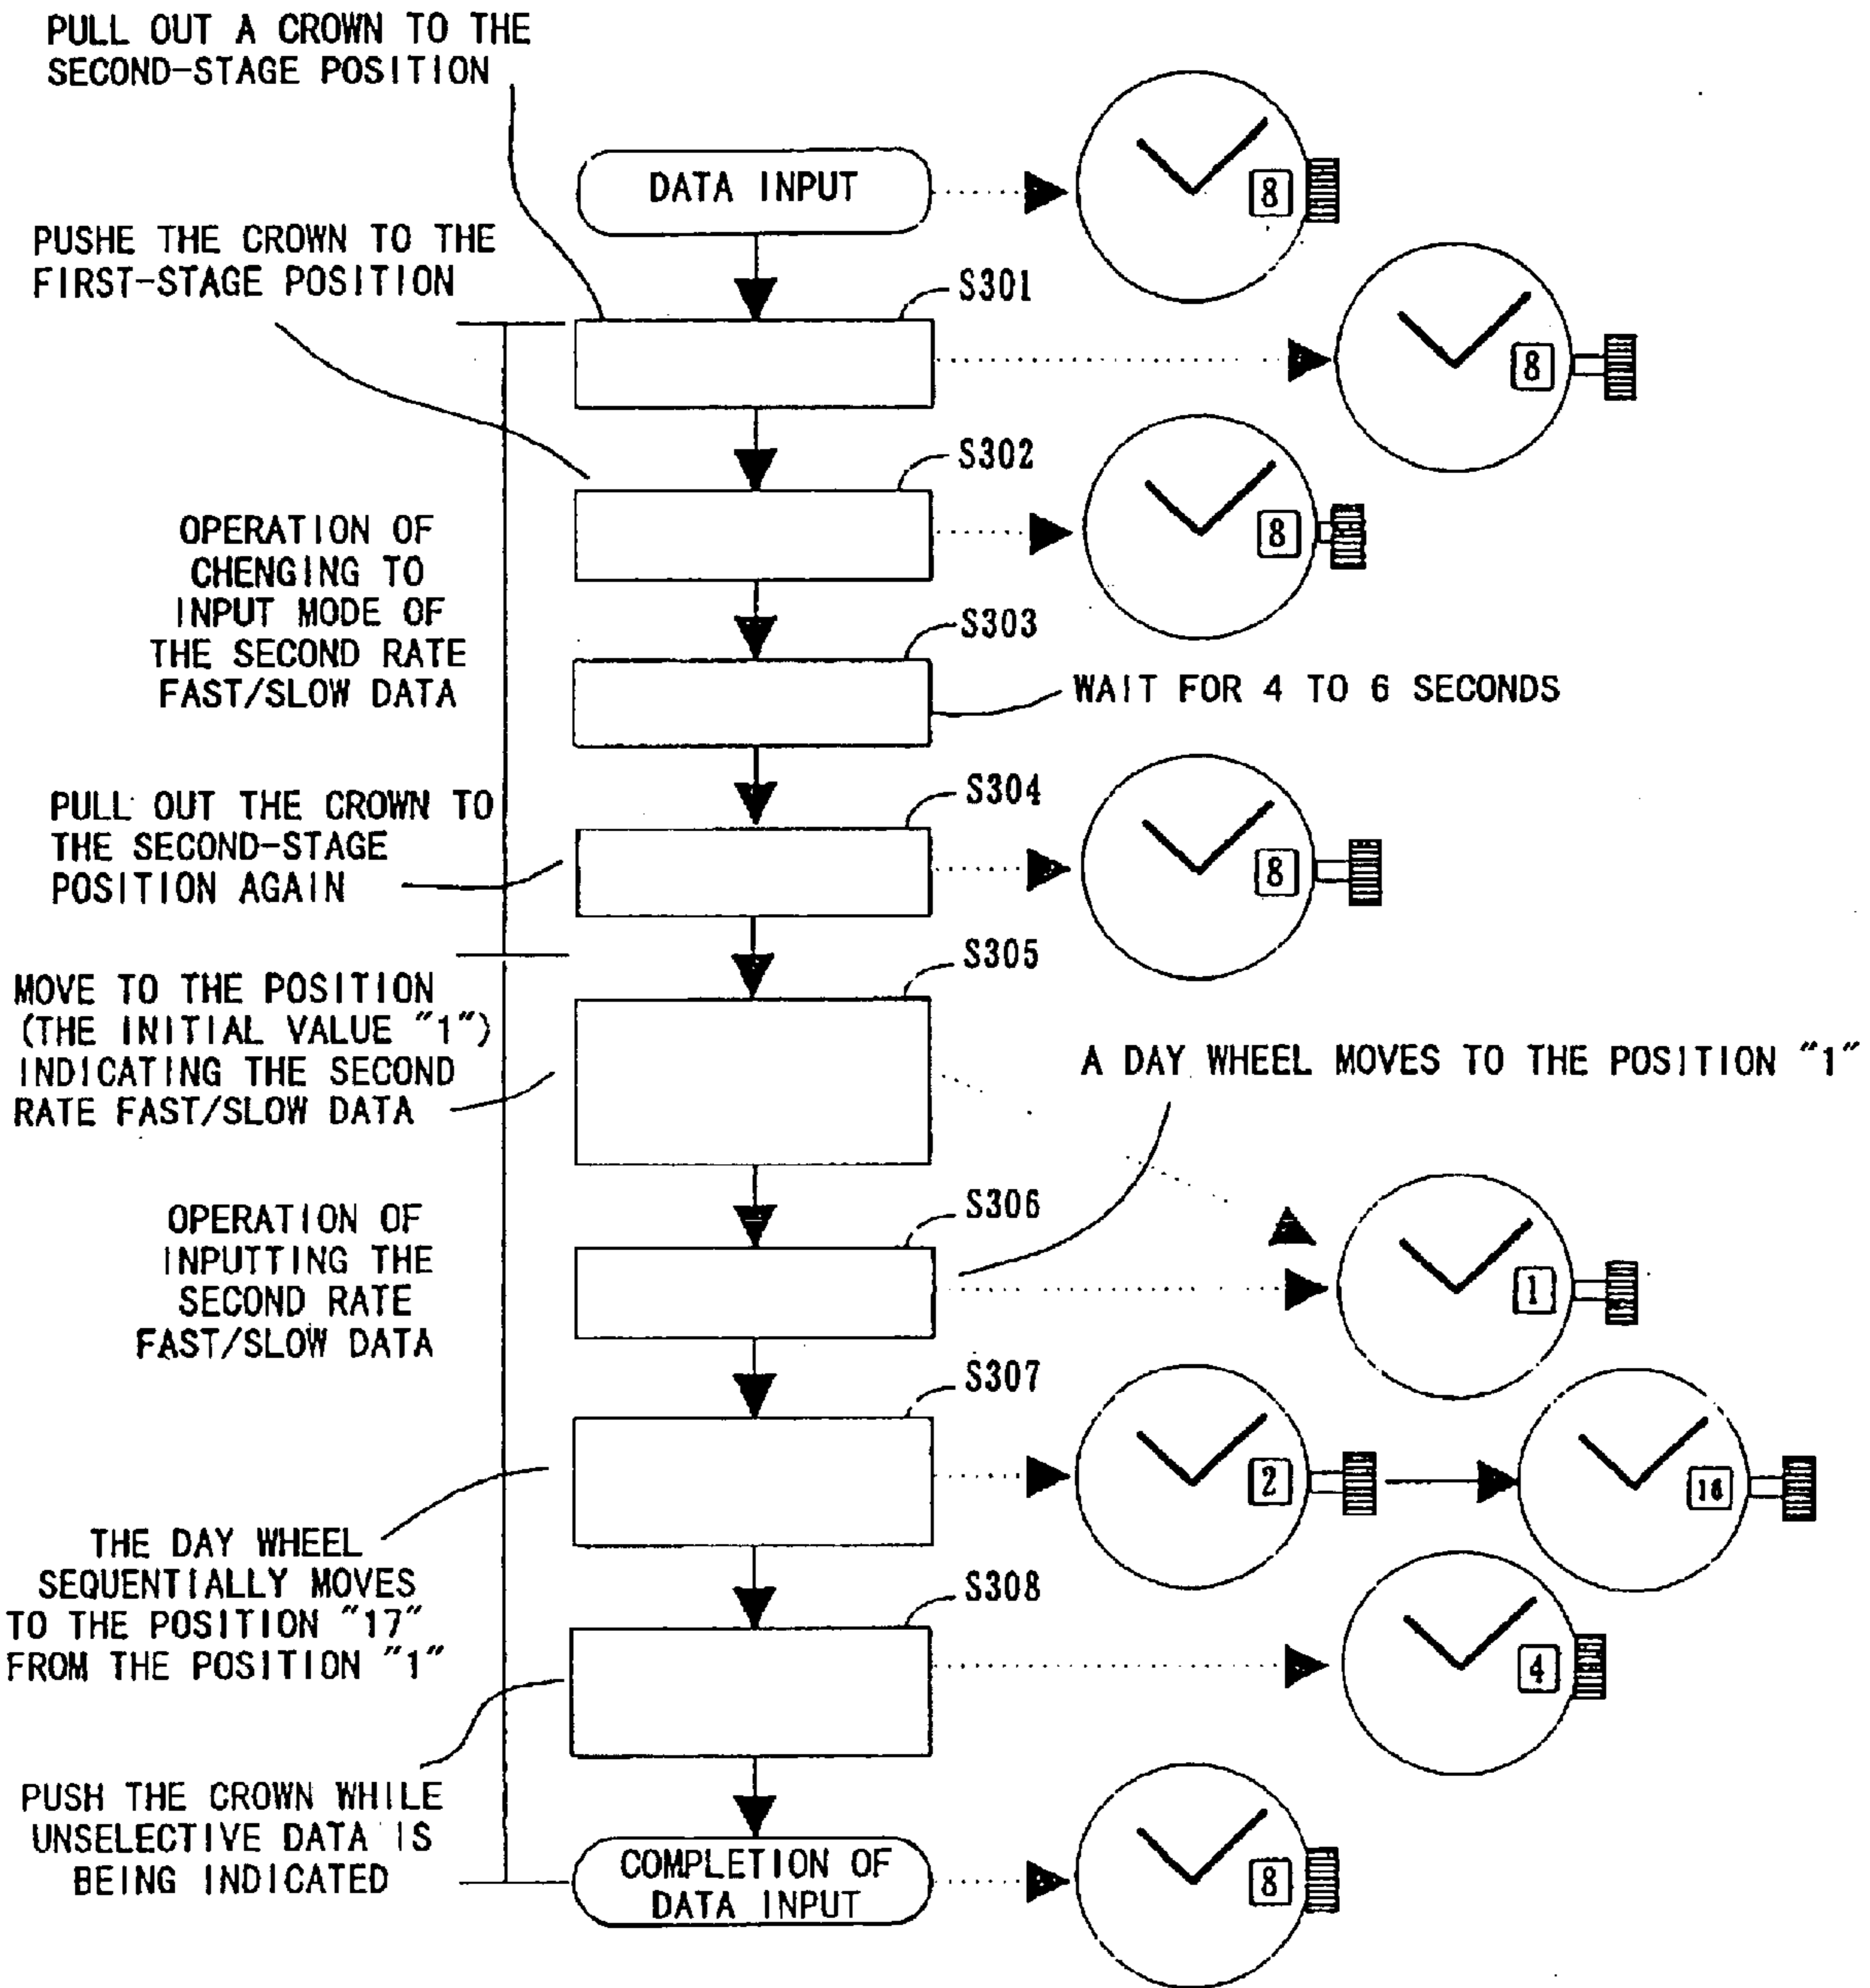 PULL OUT A CROWN TO THE
SECOND-STAGE POSITION
DATA INPUT
8
PUSHE THE CROWN TO THE
FIRST-STAGE POSITION
S301
8
S302
8
OPERATION OF
CHENGING TO
INPUT MODE OF
THE SECOND RATE
FAST/SLOW DATA
S303
WAIT FOR 4 TO 6 SECONDS
PULL OUT THE CROWN TO
THE SECOND-STAGE
POSITION AGAIN
S304
8
S305
MOVE TO THE POSITION
(THE INITIAL VALUE "1")
INDICATING THE SECOND
RATE FAST/SLOW DATA
A DAY WHEEL MOVES TO THE POSITION "1"
S306
1
OPERATION OF
INPUTTING THE
SECOND RATE
FAST/SLOW DATA
S307
2
16
THE DAY WHEEL
SEQUENTIALLY MOVES
TO THE POSITION "17"
FROM THE POSITION "1"
S308
4
PUSH THE CROWN WHILE
UNSELECTIVE DATA IS
BEING INDICATED
COMPLETION OF
DATA INPUT
8